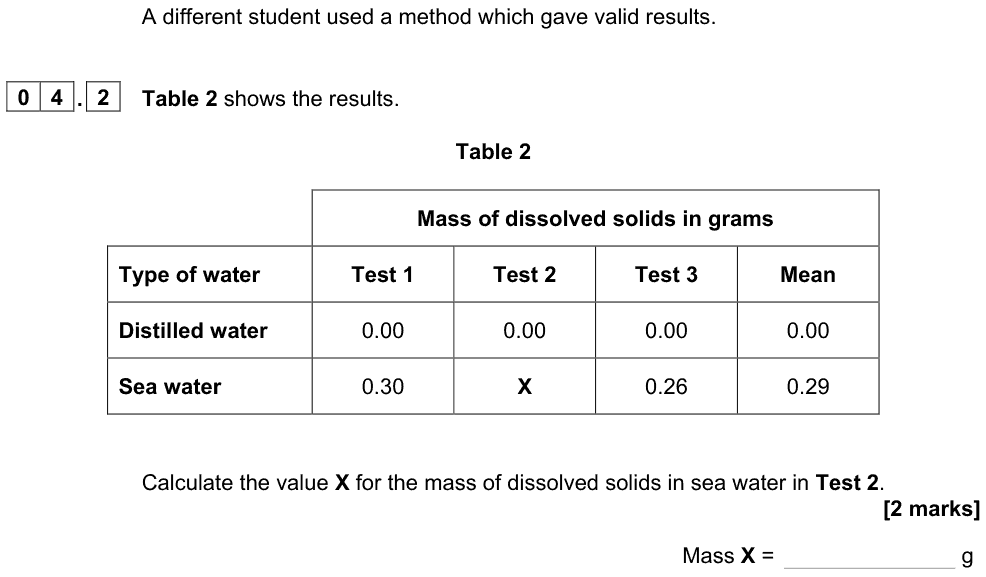 A different student used a method which gave valid results.
0 4 . 2 Table 2 shows the results.
Table 2
Mass of dissolved solids in grams
Type of water Test 1 Test 2 Test 3 Mean
Distilled water 0.00 0.00 0.00 0.00
Sea water 0.30 X 0.26 0.29
Calculate the value X for the mass of dissolved solids in sea water in Test 2.
[2 marks]
Mass X = ______________ g